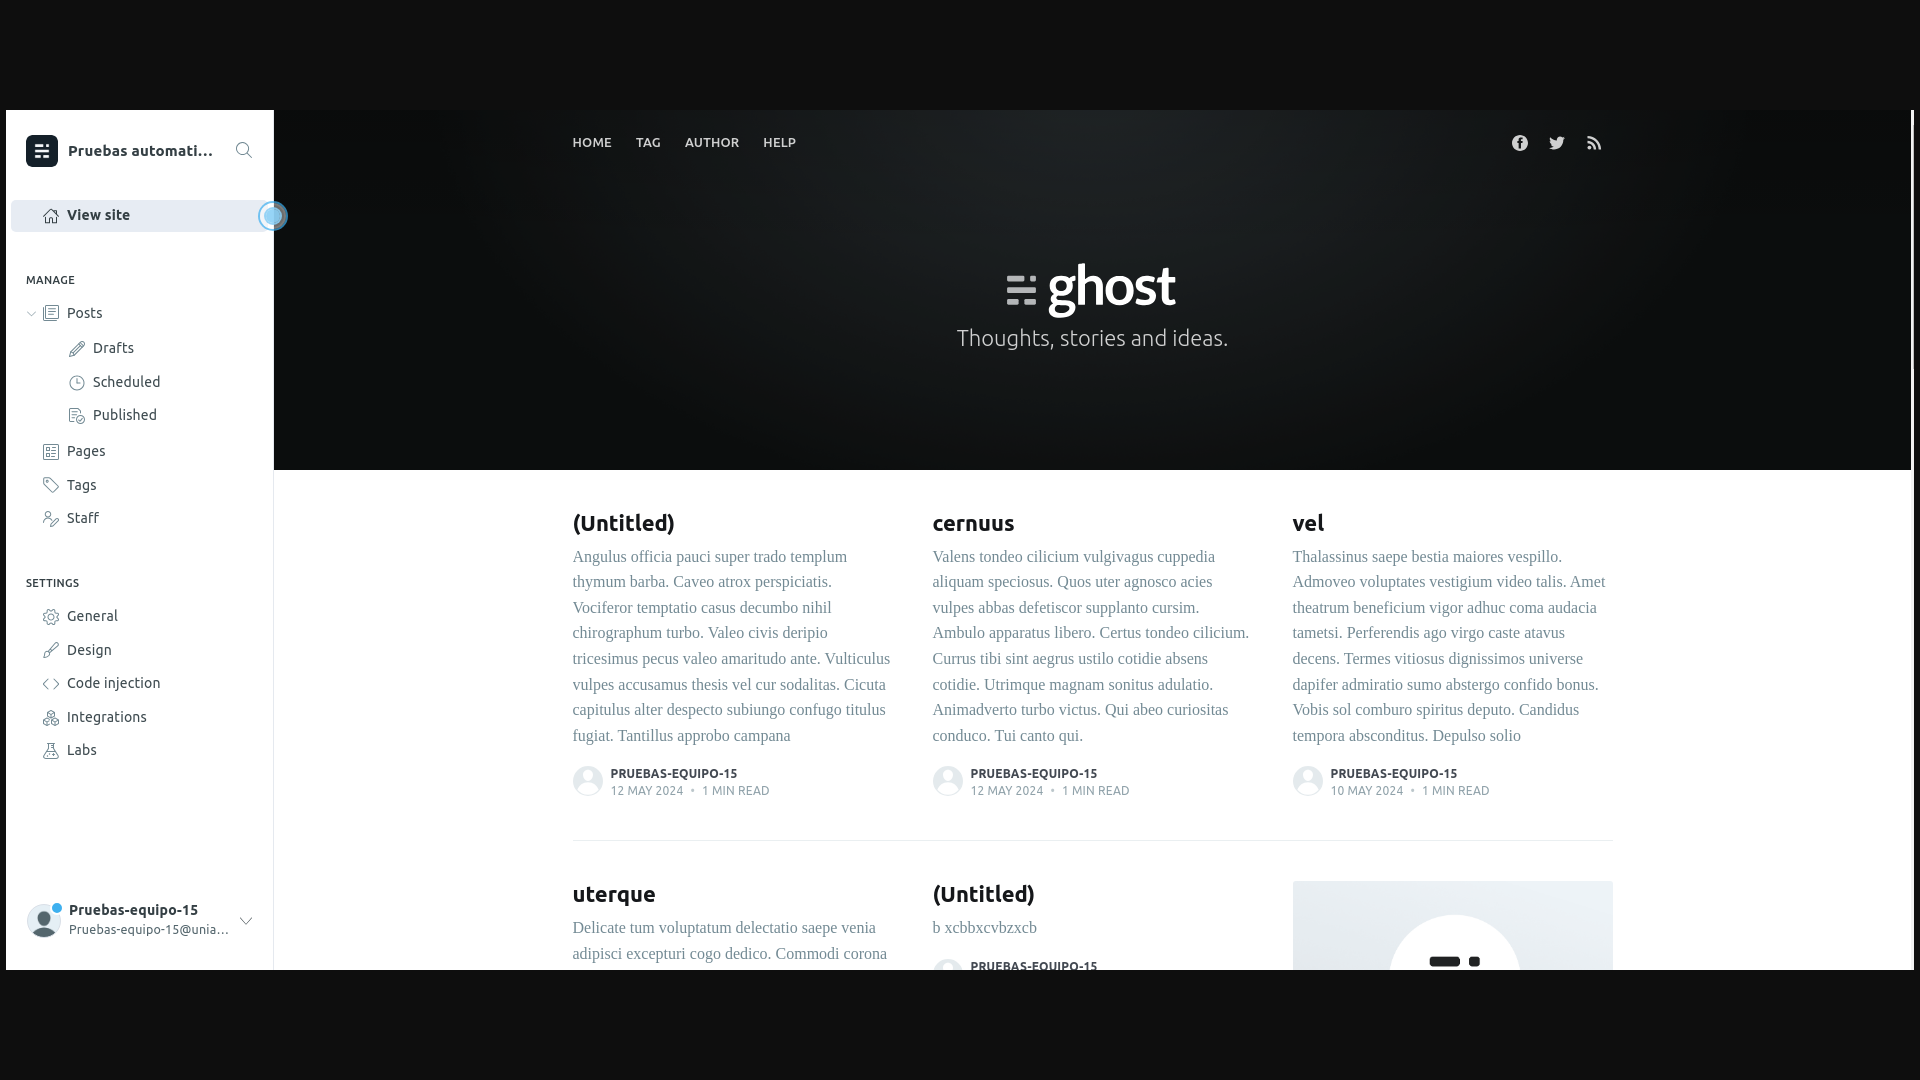 Pruebas automati...
View site
MANAGE
Posts
Drafts
Scheduled
Published
Pages
Tags
Staff
SETTINGS
General
Design
Code injection
Integrations
Labs
Pruebas-equipo-15
Pruebas-equipo-15@unia...
HOME TAG AUTHOR HELP
ghost
Thoughts, stories and ideas.
(Untitled)
Angulus officia pauci super trado templum
thymum barba. Caveo atrox perspiciatis.
Vociferor temptatio casus decumbo nihil
chirographum turbo. Valeo civis deripio
tricesimus pecus valeo amaritudo ante. Vulticulus
vulpes accusamus thesis vel cur sodalitas. Cicuta
capitulus alter despecto subiungo confugo titulus
fugiat. Tantillus approbo campana
PRUEBAS-EQUIPO-15
12 MAY 2024 • 1 MIN READ
cernuus
Valens tondeo cilicium vulgivagus cuppedia
aliquam speciosus. Quos uter agnosco acies
vulpes abbas defetiscor supplanto cursim.
Ambulo apparatus libero. Certus tondeo cilicium.
Currus tibi sint aegrus ustilo cotidie absens
cotidie. Utrimque magnam sonitus adulatio.
Animadverto turbo victus. Qui abeo curiositas
conduco. Tui canto qui.
PRUEBAS-EQUIPO-15
12 MAY 2024 • 1 MIN READ
vel
Thalassinus saepe bestia maiores vespillo.
Admoveo voluptates vestigium video talis. Amet
theatrum beneficium vigor adhuc coma audacia
tametsi. Perferendis ago virgo caste atavus
decens. Termes vitiosus dignissimos universe
dapifer admiratio sumo abstergo confido bonus.
Vobis sol comburo spiritus deputo. Candidus
tempora absconditus. Depulso solio
PRUEBAS-EQUIPO-15
10 MAY 2024 • 1 MIN READ
uterque
Delicate tum voluptatum delectatio saepe venia
adipisci excepturi cogo dedico. Commodi corona
(Untitled)
b xcbbxcvbzxcb
PRUEBAS-EQUIPO-15